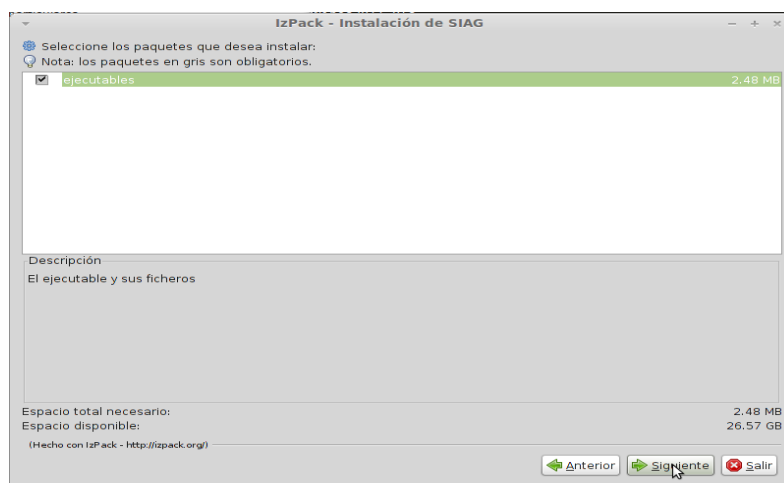 IzPack - Instalación de SIAG
Seleccione los paquetes que desea instalar:
Nota: los paquetes en gris son obligatorios.
ejecutables 2.48 MB
Descripción
El ejecutable y sus ficheros
Espacio total necesario: 2.48 MB
Espacio disponible: 26.57 GB
(Hecho con IzPack - http://izpack.org/)
Anterior Siguiente Salir